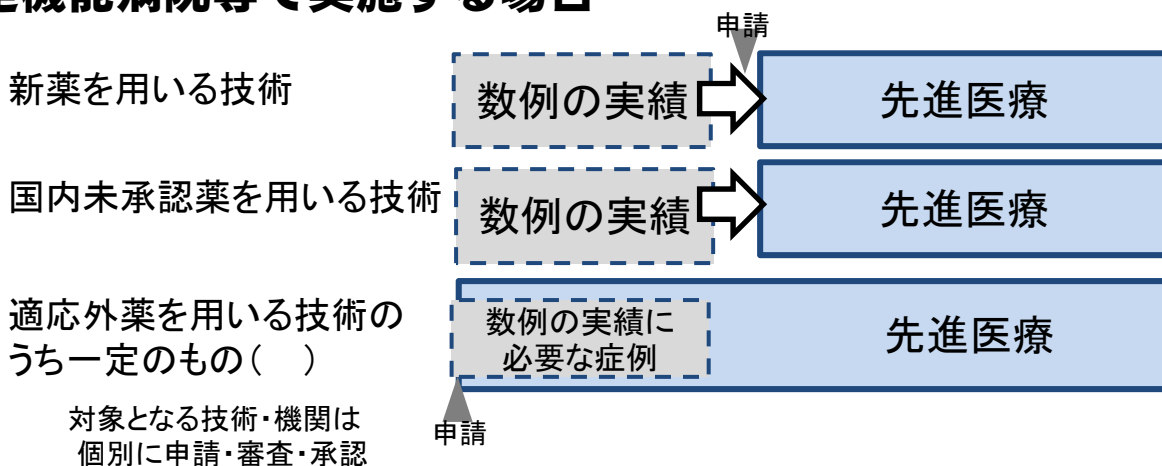 機能病院等で実施する場合
申請
新薬を用いる技術
数例の実績
先進医療
国内未承認薬を用いる技術
数例の実績
先進医療
適応外薬を用いる技術の
うち一定のもの(　)
数例の実績に
必要な症例
先進医療
対象となる技術・機関は
個別に申請・審査・承認
申請